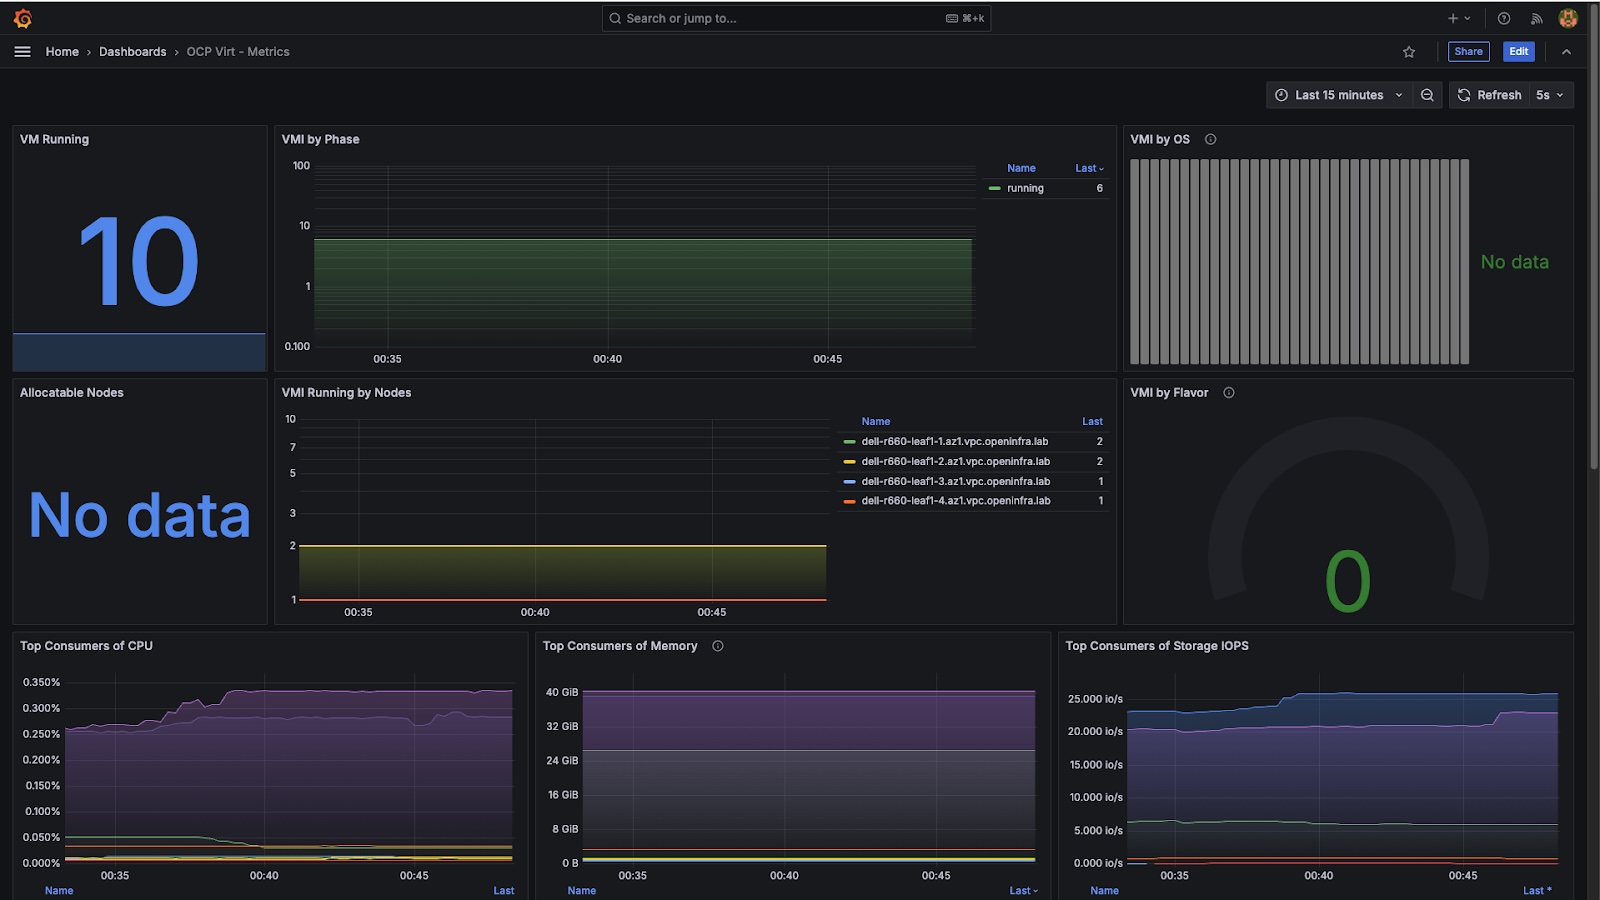 Search or jump to...
⌘+k
Home › Dashboards › OCP Virt - Metrics
Share
Edit
Last 15 minutes
Refresh
5s
VM Running
10
VMI by Phase
100
10
1
0.100
00:35
00:40
00:45
Name
Last
running
6
VMI by OS
No data
Allocatable Nodes
No data
VMI Running by Nodes
10
7
5
3
2
1
00:35
00:40
00:45
Name
Last
dell-r660-leaf1-1.az1.vpc.openinfra.lab
2
dell-r660-leaf1-2.az1.vpc.openinfra.lab
2
dell-r660-leaf1-3.az1.vpc.openinfra.lab
1
dell-r660-leaf1-4.az1.vpc.openinfra.lab
1
VMI by Flavor
0
Top Consumers of CPU
0.350%
0.300%
0.250%
0.200%
0.150%
0.100%
0.050%
0.000%
00:35
00:40
00:45
Name
Last
Top Consumers of Memory
40 GiB
32 GiB
24 GiB
16 GiB
8 GiB
0 B
00:35
00:40
00:45
Name
Last
Top Consumers of Storage IOPS
25.000 io/s
20.000 io/s
15.000 io/s
10.000 io/s
5.000 io/s
0.000 io/s
00:35
00:40
00:45
Name
Last *